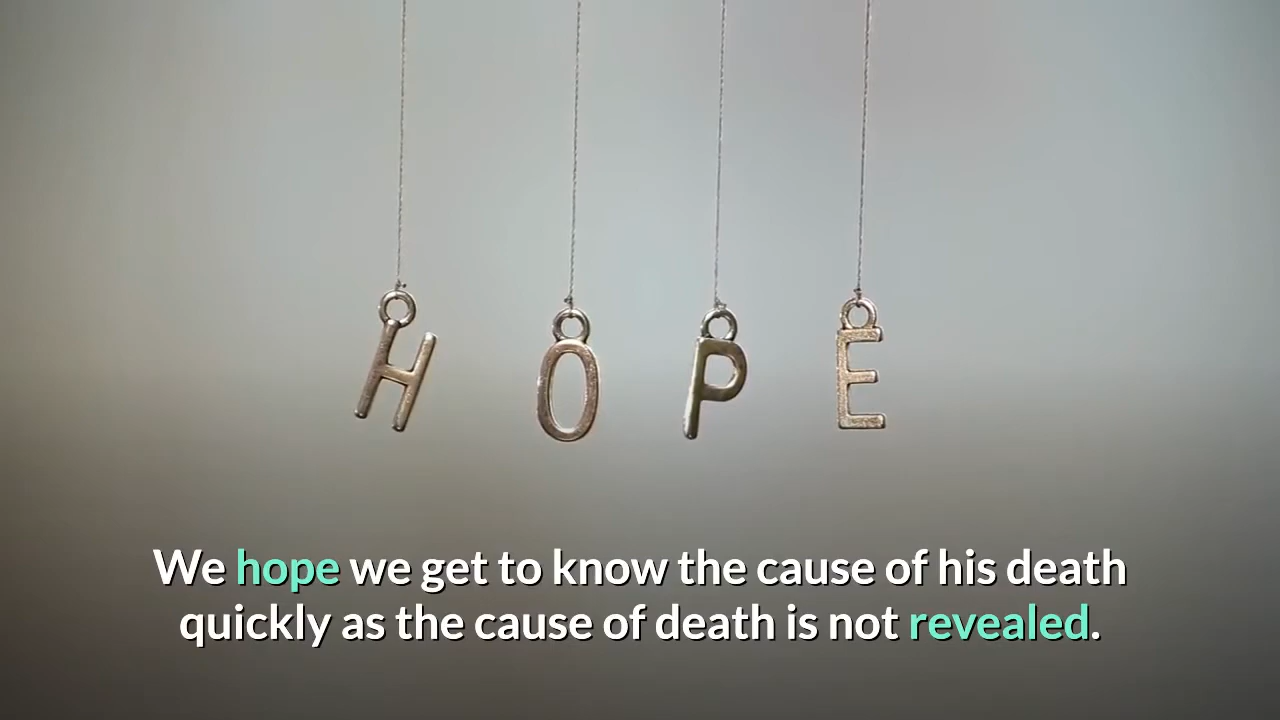 HOPE
We hope we get to know the cause of his death
quickly as the cause of death is not revealed.